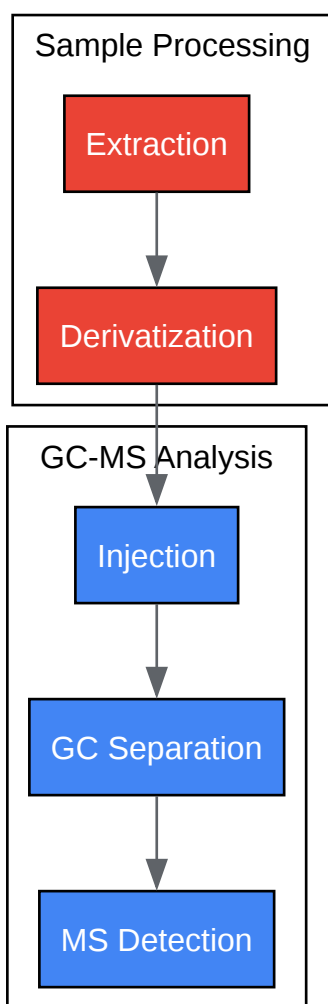 Sample Processing
Extraction
Derivatization
GC-MS Analysis
Injection
GC Separation
MS Detection